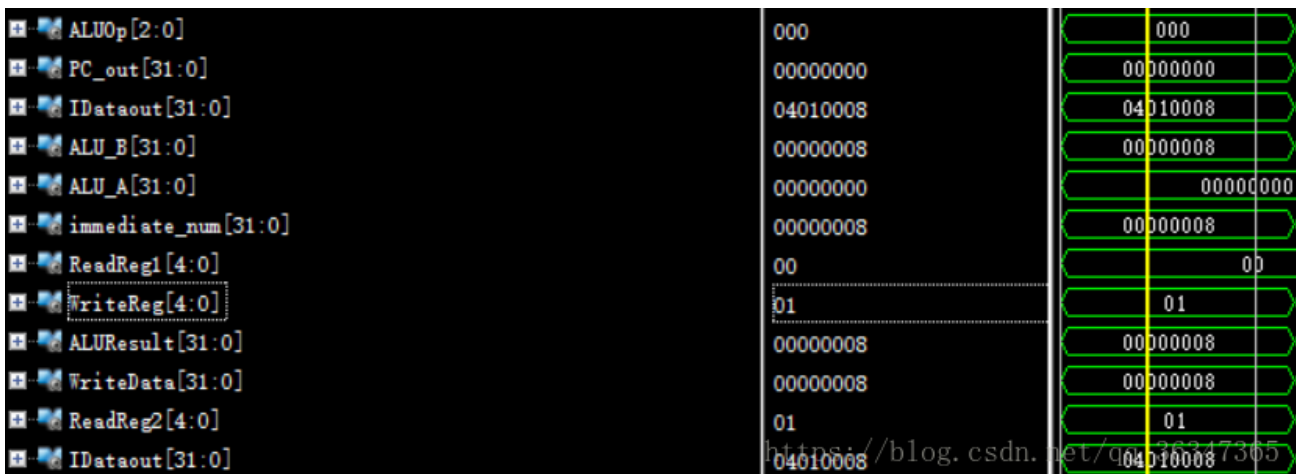 ALUOp[2:0] 000 000
PC_out[31:0] 00000000 00000000
IDataout[31:0] 04010008 04010008
ALU_B[31:0] 00000008 00000008
ALU_A[31:0] 00000000 00000000
immediate_num[31:0] 00000008 00000008
ReadReg1[4:0] 00 00
WriteReg[4:0] 01 01
ALUResult[31:0] 00000008 00000008
WriteData[31:0] 00000008 00000008
ReadReg2[4:0] 01 01
IDataout[31:0] 04010008 04010008
https://blog.csdn.net/qq_36347365